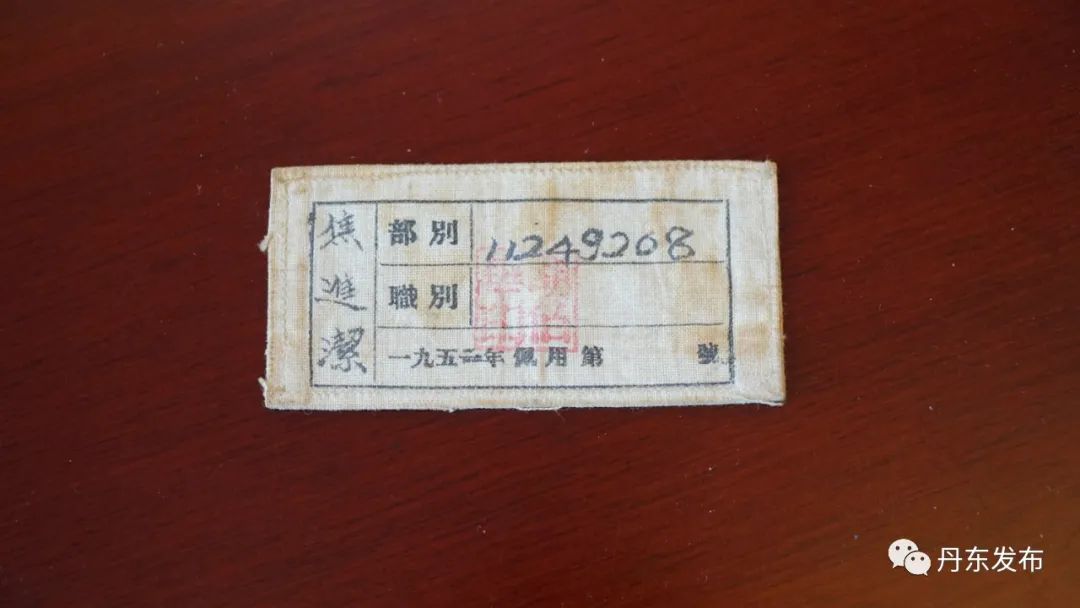 焦進潔
部別 11249208
職別
一九五二年佩用第 號
丹东发布